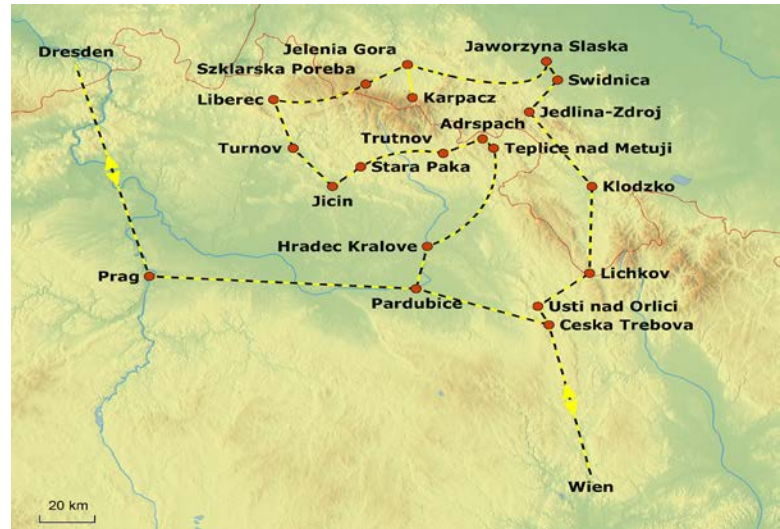 Dresden
Jelenia Gora
Jaworzyna Slaska
Szklarska Poreba
Swidnica
Liberec
Karpacz
Jedlina-Zdroj
Adrspach
Trutnov
Turnov
Teplice nad Metuji
Stara Paka
Klodzko
Jicin
Hradec Kralove
Prag
Lichkov
Pardubice
Usti nad Orlici
Ceska Trebova
Wien
20 km